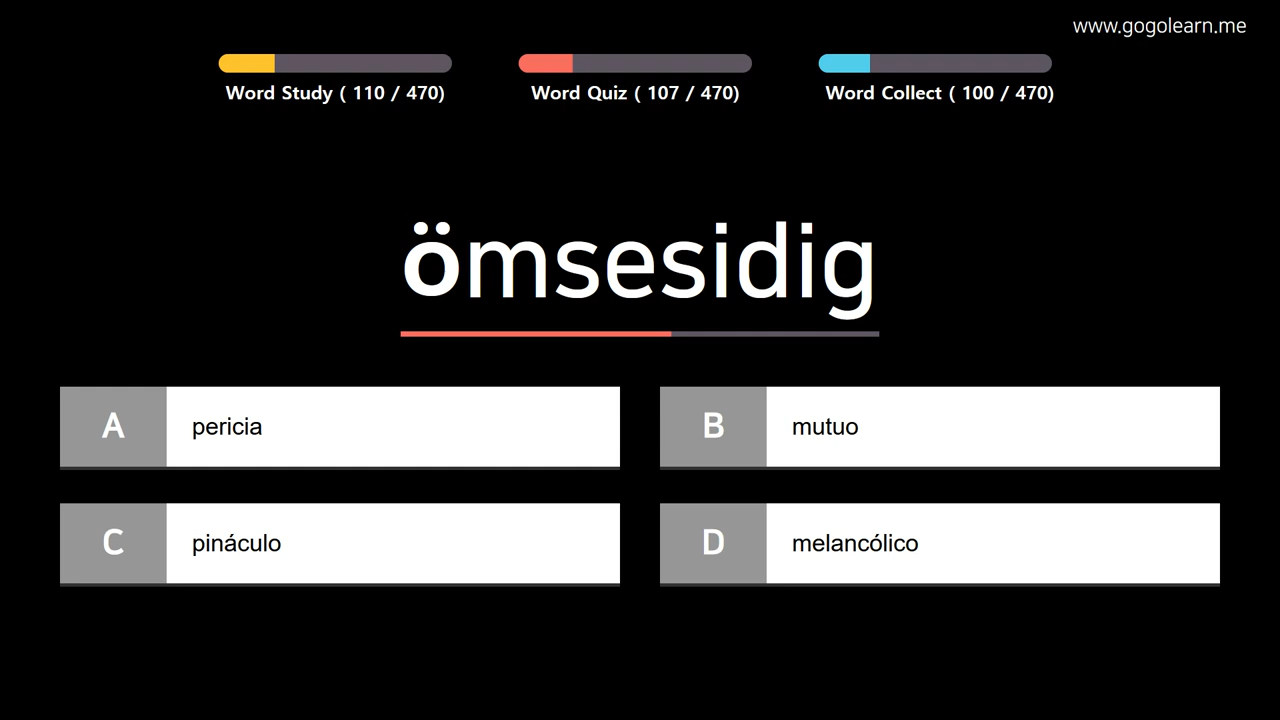 www.gogolearn.me
Word Study ( 110 / 470)
Word Quiz ( 107 / 470)
Word Collect ( 100 / 470)
ömsesidig
A pericia
B mutuo
C pináculo
D melancólico